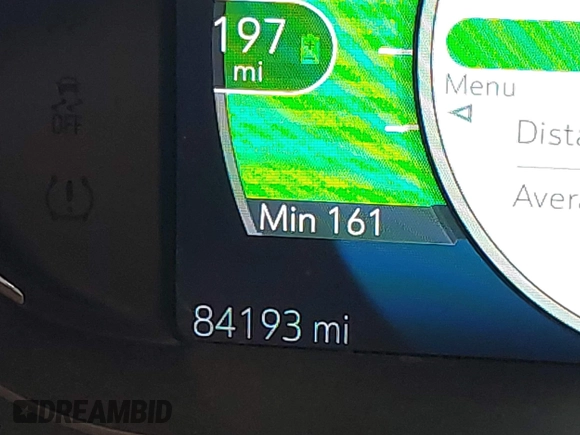 197
mi
OFF
Menu
Dista
Avera
Min 161
84193 mi
DREAMBID